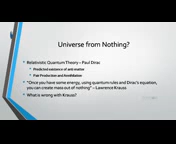 Universe from Nothing?
• Relativistic Quantum Theory – Paul Dirac
• Predicted existence of anti-matter
• Pair Production and Annihilation
• "Once you have some energy, using quantum rules and Dirac's equation,
you can create mass out of nothing" – Lawrence Krauss
• What is wrong with Krauss?